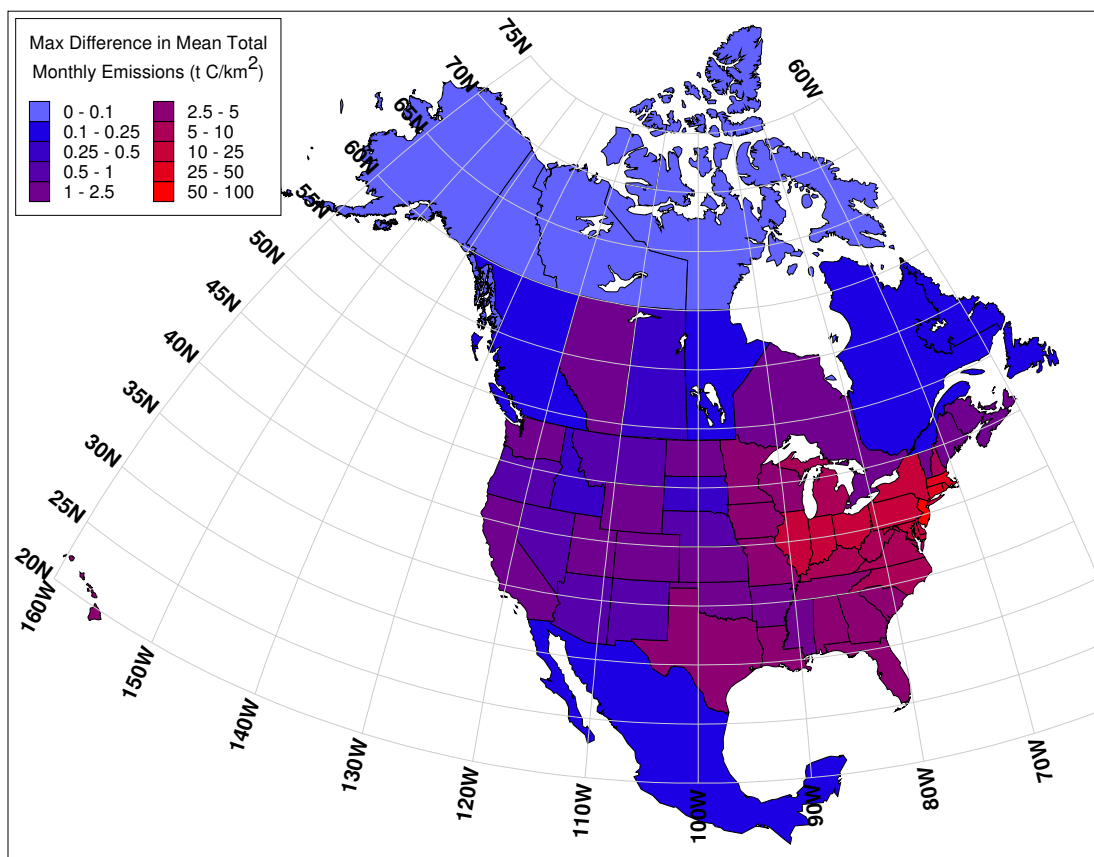 Max Difference in Mean Total
Monthly Emissions (t C/km2)
0 - 0.1
0.1 - 0.25
0.25 - 0.5
0.5 - 1
1 - 2.5
2.5 - 5
5 - 10
10 - 25
25 - 50
50 - 100
75N
70N
65N
60N
55N
50N
45N
40N
35N
30N
25N
20N
160W
150W
140W
130W
120W
110W
100W
90W
80W
70W
60W